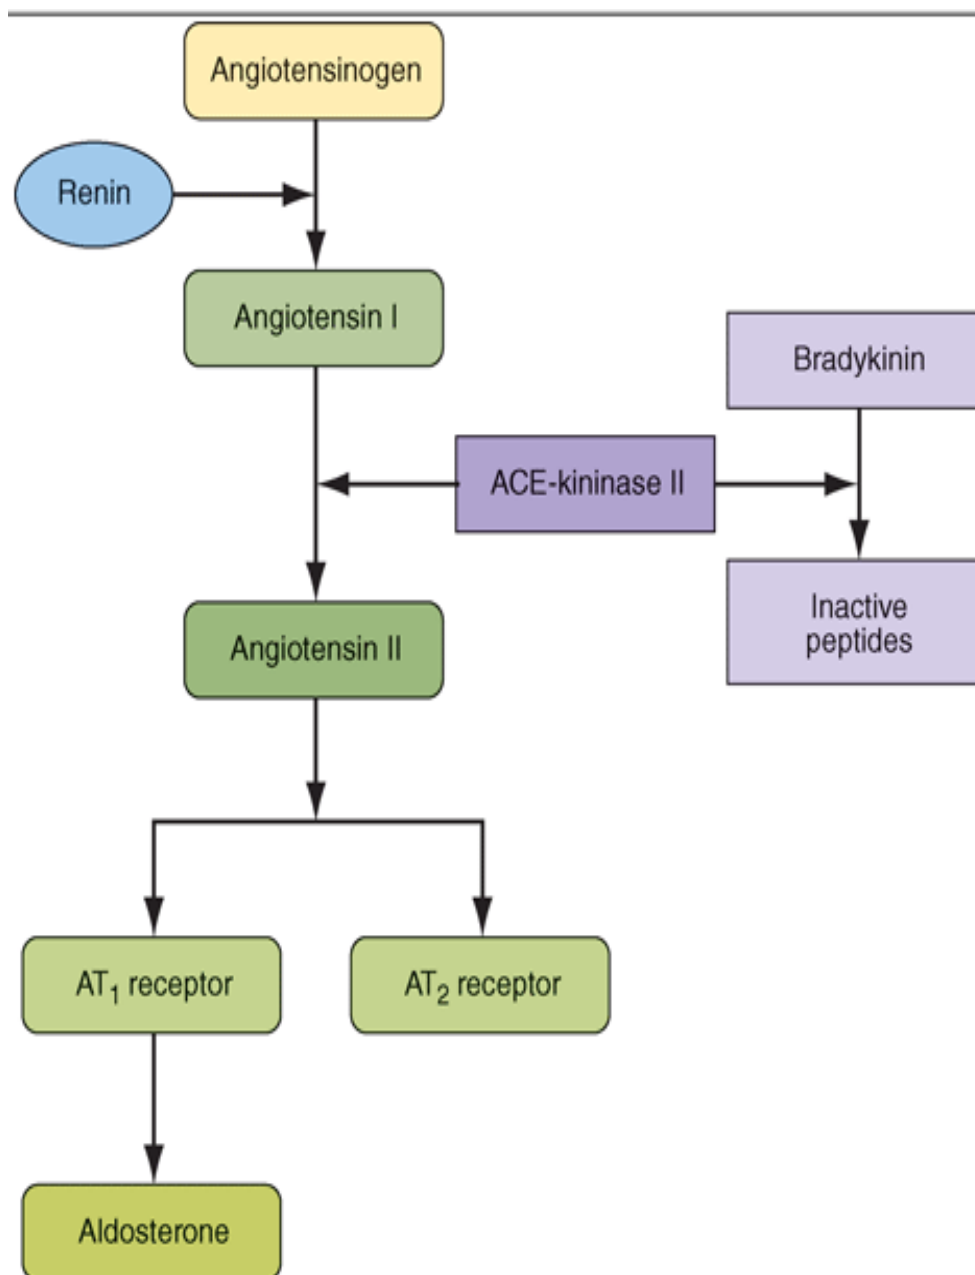 Angiotensinogen
Renin
Angiotensin I
Bradykinin
ACE-kininase II
Inactive
peptides
Angiotensin II
AT₁ receptor
AT₂ receptor
Aldosterone